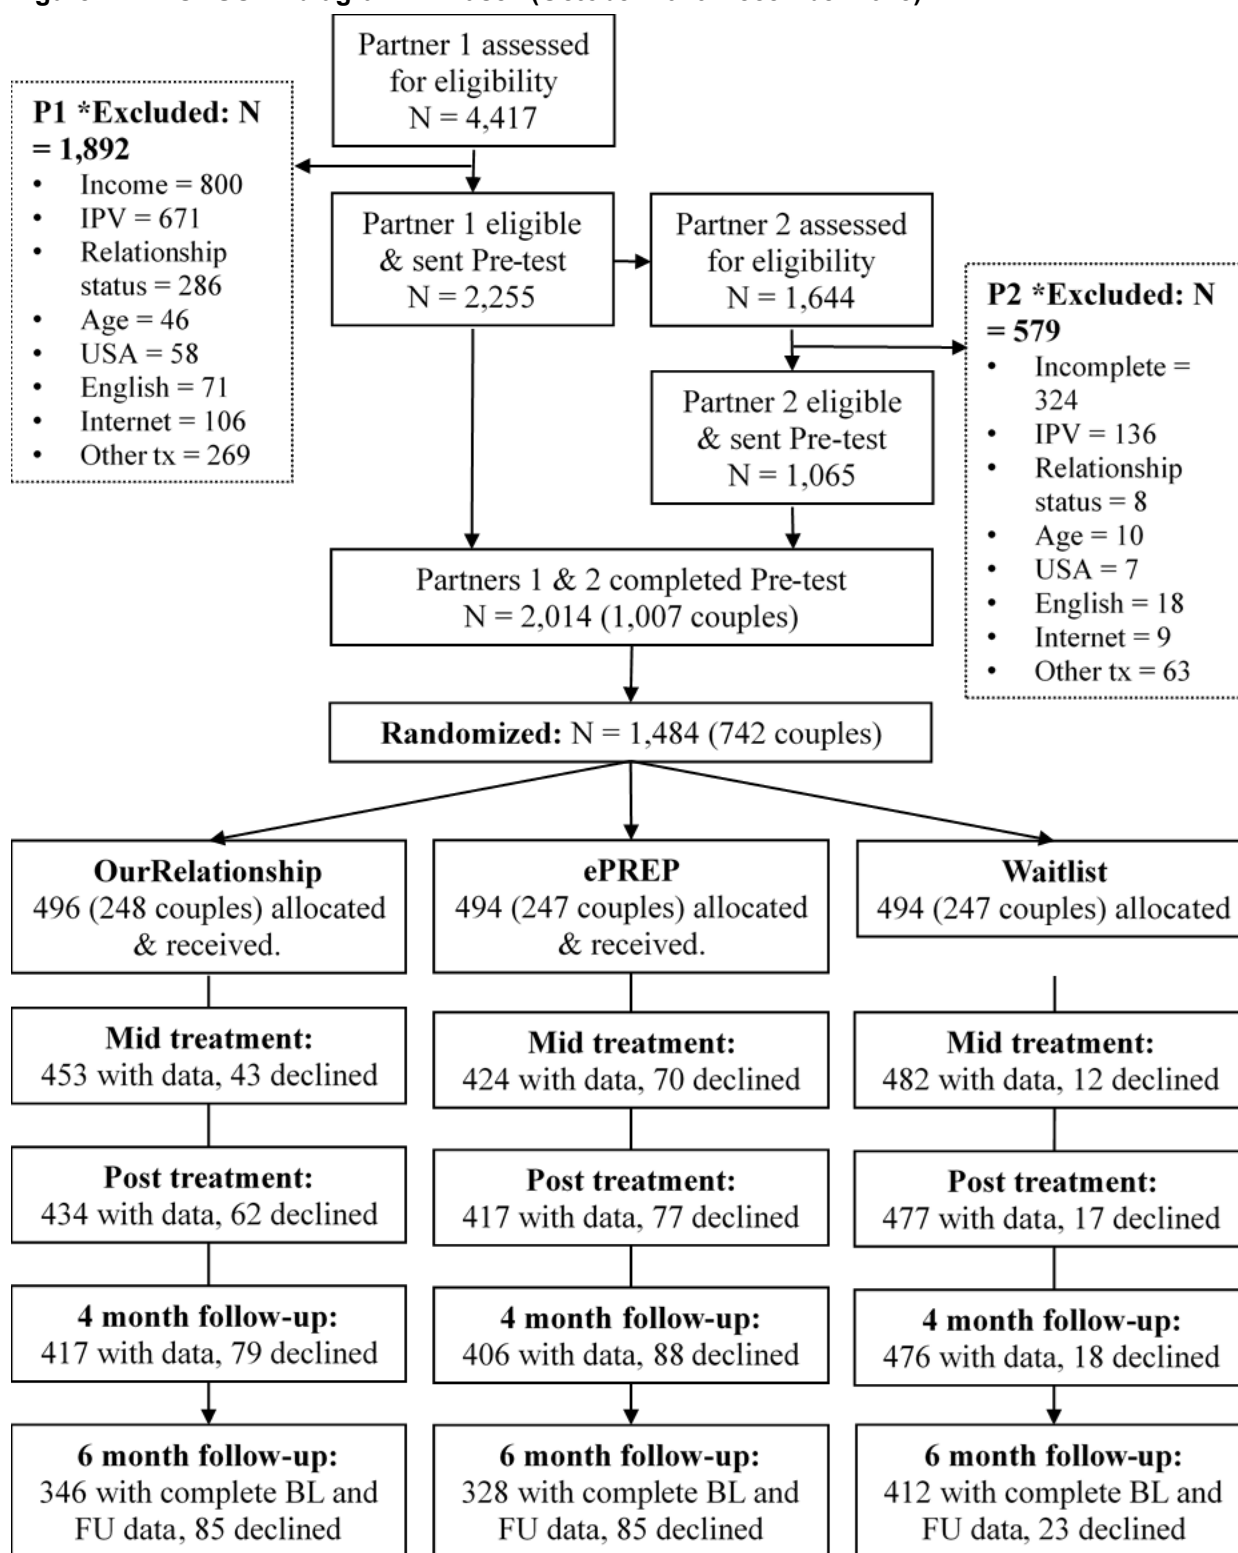 Partner 1 assessed
for eligibility
N = 4,417
P1 *Excluded: N
= 1,892
• Income = 800
• IPV = 671
• Relationship
status = 286
• Age = 46
• USA = 58
• English = 71
• Internet = 106
• Other tx = 269
Partner 1 eligible
& sent Pre-test
N = 2,255
Partner 2 assessed
for eligibility
N = 1,644
P2 *Excluded: N
= 579
• Incomplete =
324
• IPV = 136
• Relationship
status = 8
• Age = 10
• USA = 7
• English = 18
• Internet = 9
• Other tx = 63
Partner 2 eligible
& sent Pre-test
N = 1,065
Partners 1 & 2 completed Pre-test
N = 2,014 (1,007 couples)
Randomized: N = 1,484 (742 couples)
OurRelationship
496 (248 couples) allocated
& received.
ePREP
494 (247 couples) allocated
& received.
Waitlist
494 (247 couples) allocated
Mid treatment:
453 with data, 43 declined
Mid treatment:
424 with data, 70 declined
Mid treatment:
482 with data, 12 declined
Post treatment:
434 with data, 62 declined
Post treatment:
417 with data, 77 declined
Post treatment:
477 with data, 17 declined
4 month follow-up:
417 with data, 79 declined
4 month follow-up:
406 with data, 88 declined
4 month follow-up:
476 with data, 18 declined
6 month follow-up:
346 with complete BL and
FU data, 85 declined
6 month follow-up:
328 with complete BL and
FU data, 85 declined
6 month follow-up:
412 with complete BL and
FU data, 23 declined